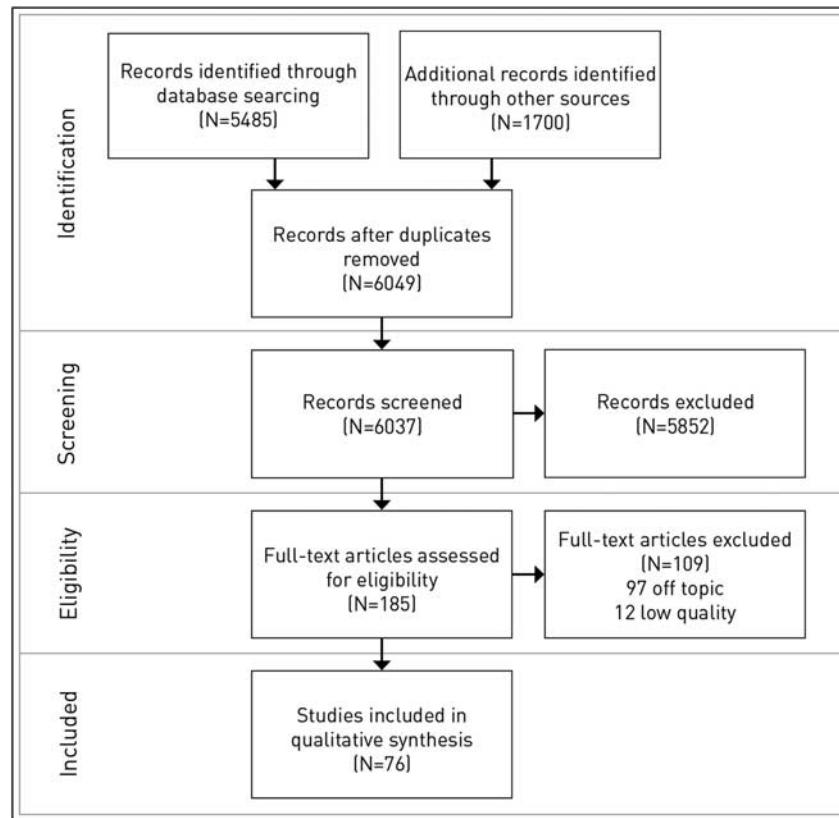 Identification
Records identified through
database searcing
(N=5485)
Additional records identified
through other sources
(N=1700)
Records after duplicates
removed
(N=6049)
Screening
Records screened
(N=6037)
Records excluded
(N=5852)
Eligibility
Full-text articles assessed
for eligibility
(N=185)
Full-text articles excluded
(N=109)
97 off topic
12 low quality
Included
Studies included in
qualitative synthesis
(N=76)